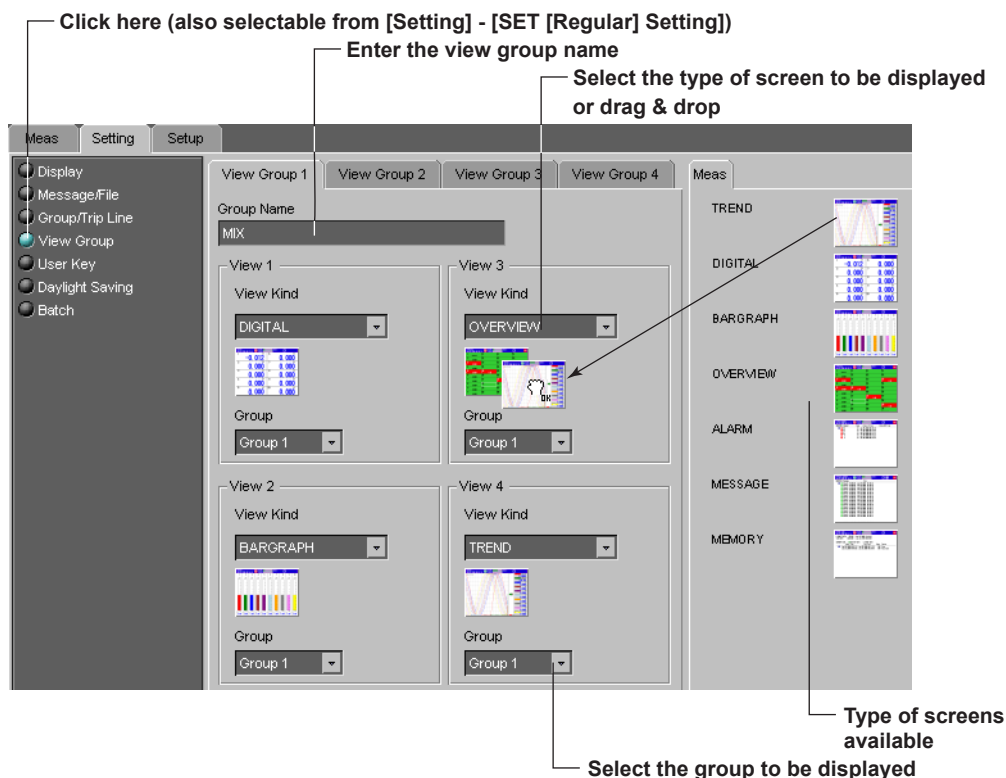 Click here (also selectable from [Setting] - [SET [Regular] Setting])
Enter the view group name
Select the type of screen to be displayed
or drag & drop
Meas
Setting
Setup
Display
Message/File
Group/Trip Line
View Group
User Key
Daylight Saving
Batch
View Group 1
View Group 2
View Group 3
View Group 4
Group Name
MIX
View 1
View Kind
DIGITAL
Group
Group 1
View 3
View Kind
OVERVIEW
OK
Group
Group 1
View 2
View Kind
BARGRAPH
Group
Group 1
View 4
View Kind
TREND
Group
Group 1
Meas
TREND
DIGITAL
BARGRAPH
OVERVIEW
ALARM
MESSAGE
MEMORY
Type of screens
available
Select the group to be displayed